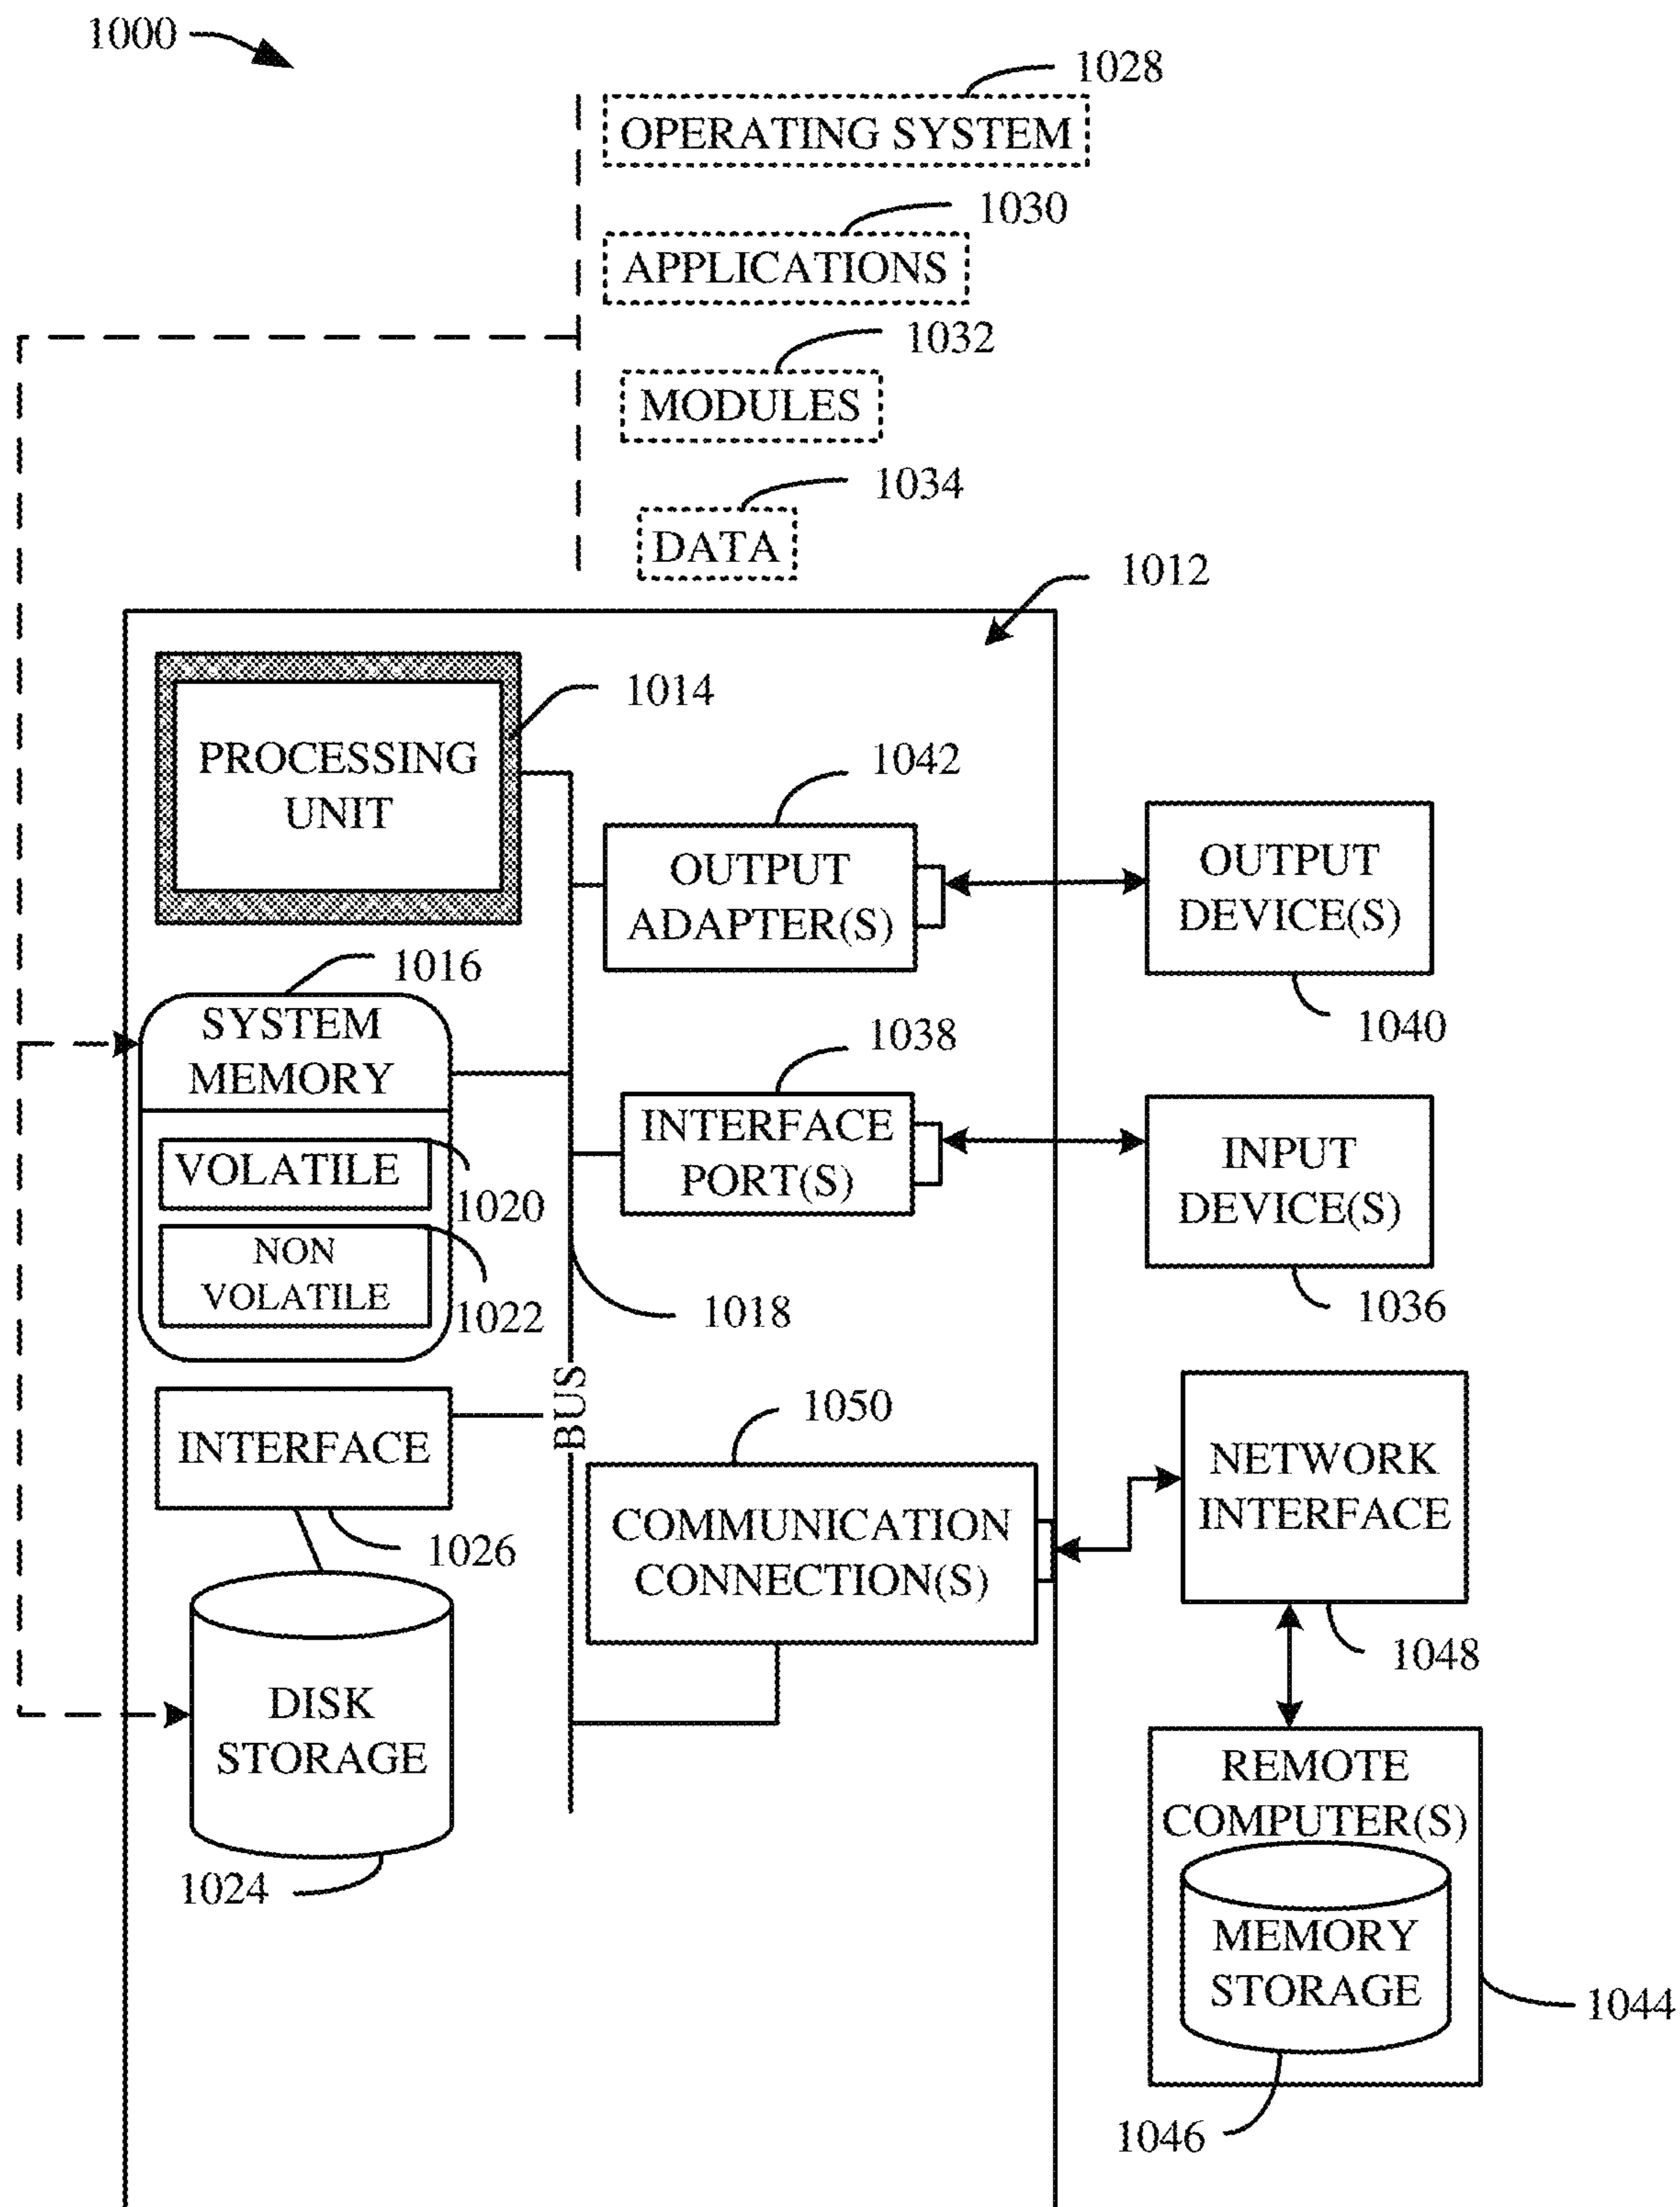 1000
1028
OPERATING SYSTEM
1030
APPLICATIONS
1032
MODULES
1034
DATA
1012
1014
PROCESSING
UNIT
1042
OUTPUT
ADAPTER(S)
OUTPUT
DEVICE(S)
1040
1016
SYSTEM
MEMORY
VOLATILE
1020
NON
VOLATILE
1022
1038
INTERFACE
PORT(S)
INPUT
DEVICE(S)
1036
1018
BUS
INTERFACE
1026
1050
COMMUNICATION
CONNECTION(S)
NETWORK
INTERFACE
1048
DISK
STORAGE
1024
REMOTE
COMPUTER(S)
MEMORY
STORAGE
1044
1046